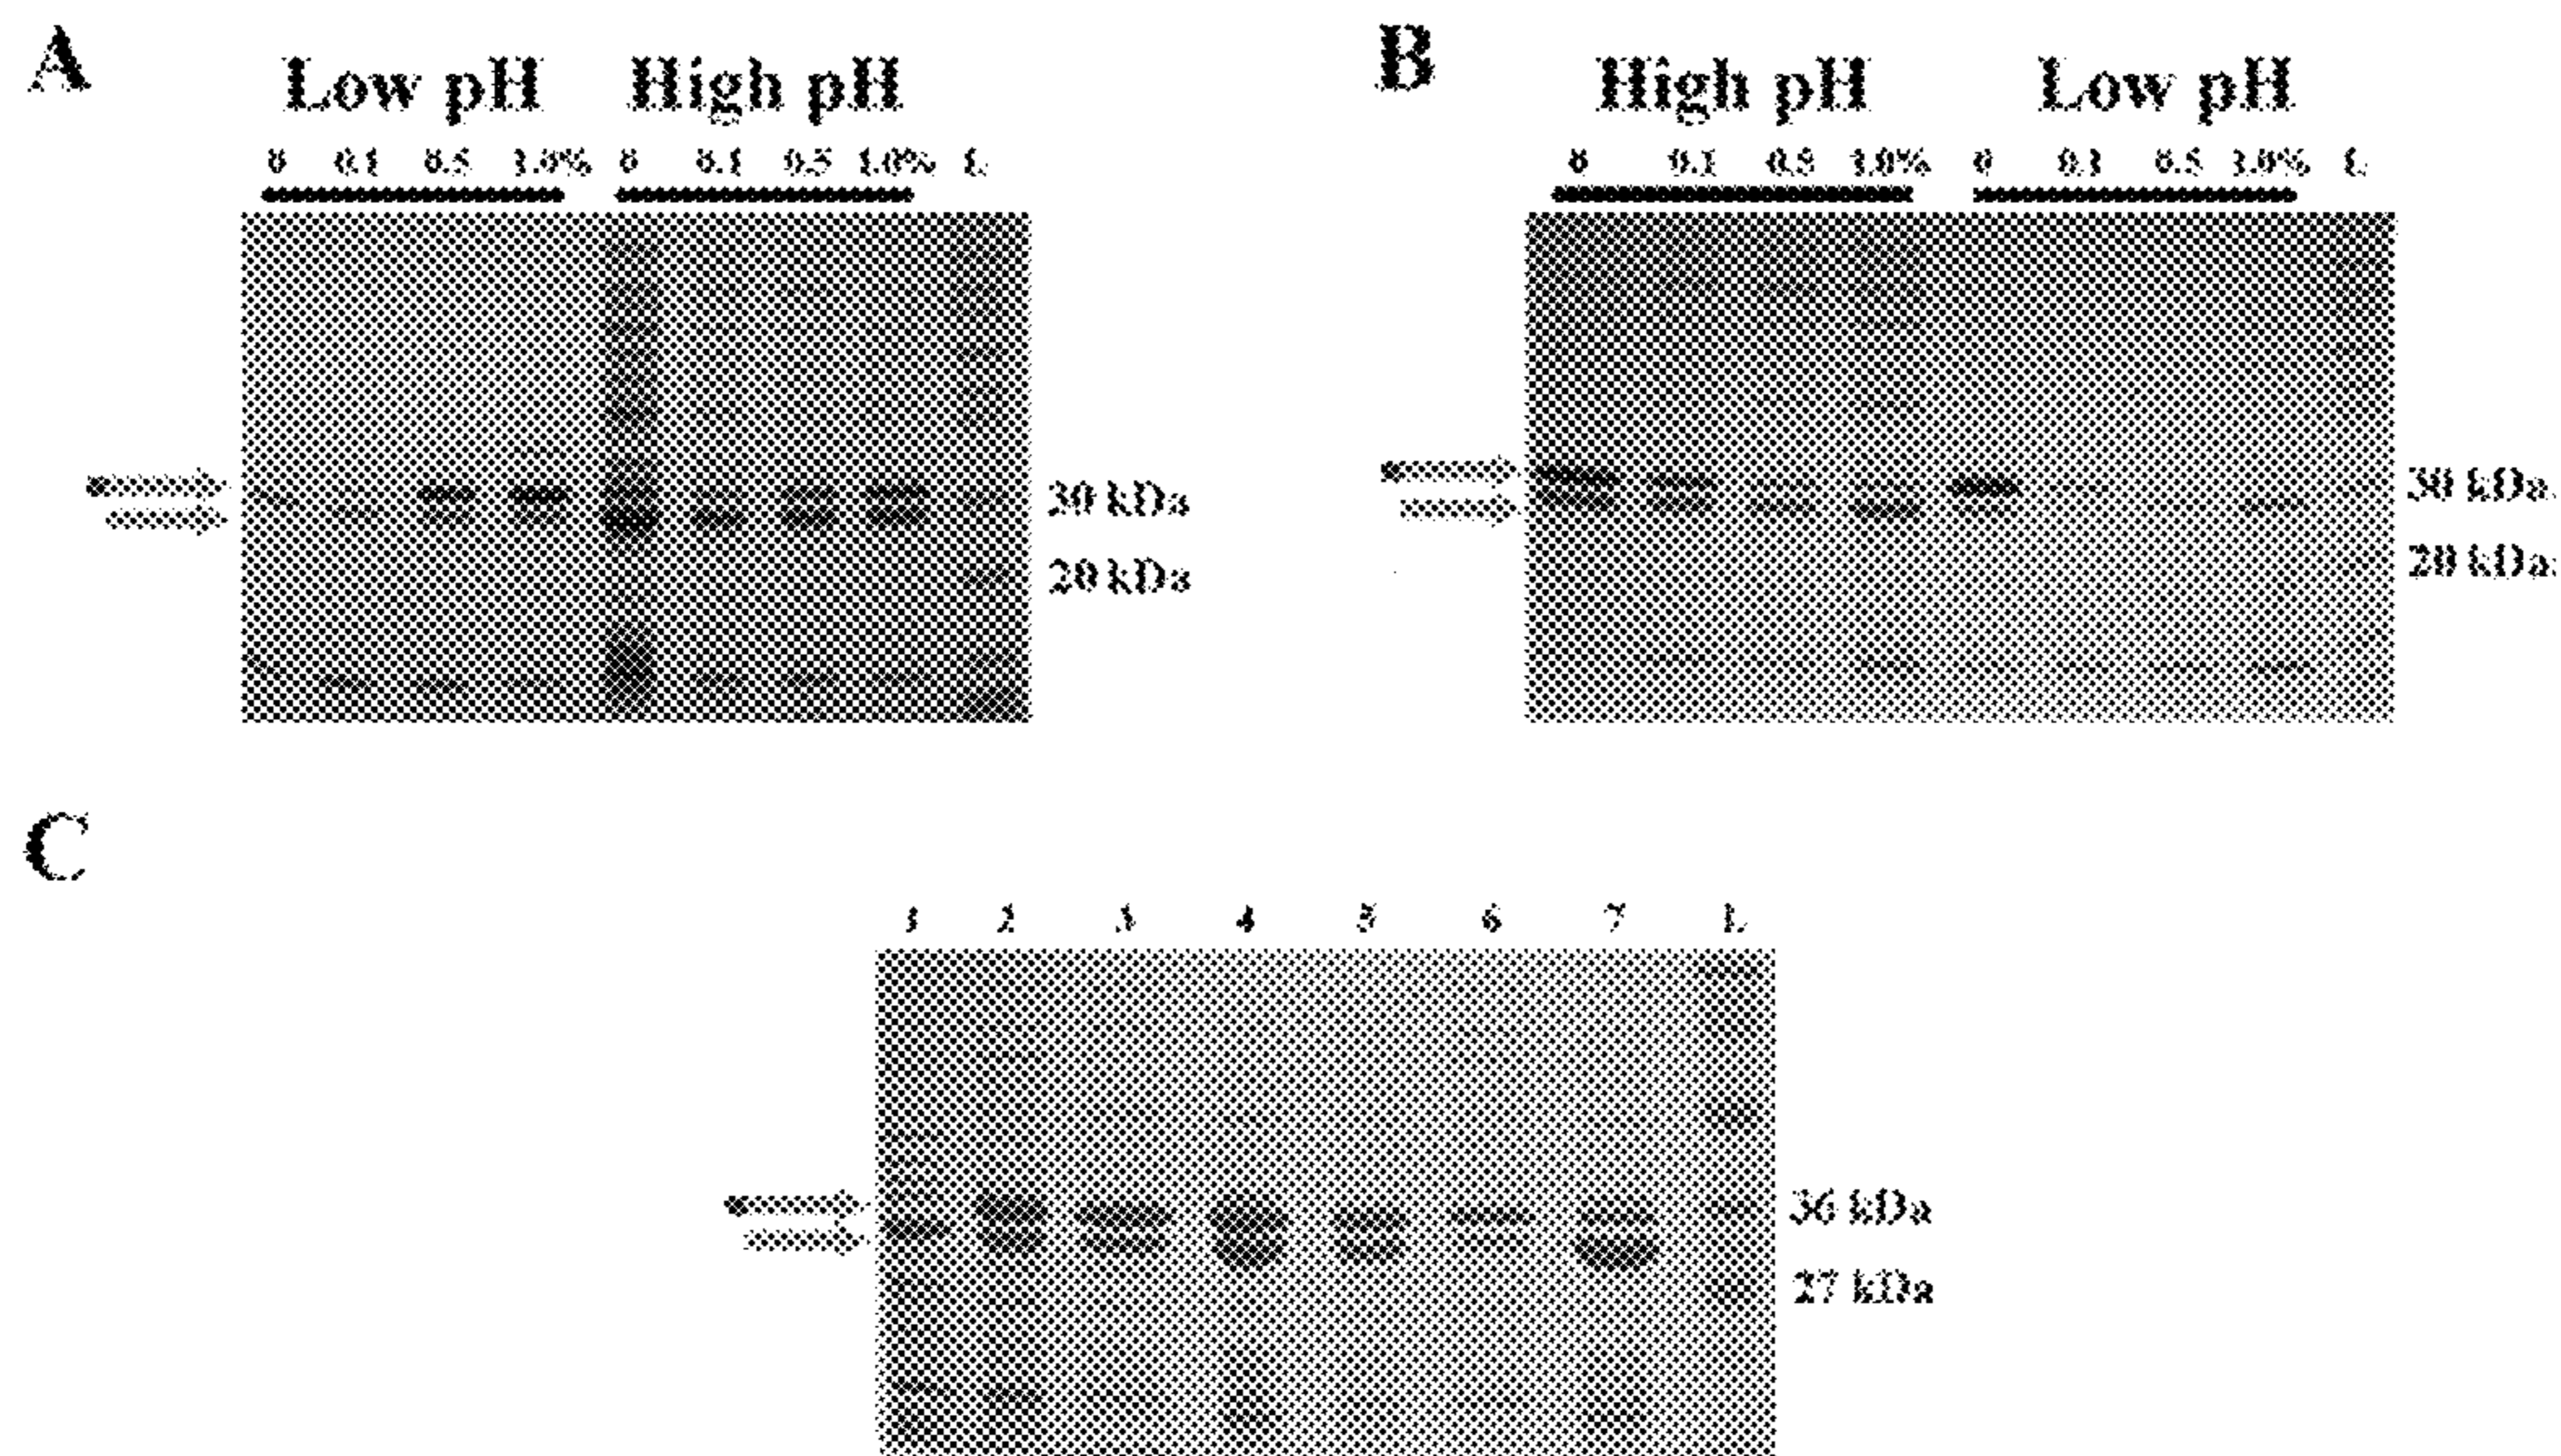 A
Low pH High pH
0 0.1 0.5 1.0% 0 0.1 0.5 1.0% L
30 kDa
20 kDa
B
High pH Low pH
0 0.1 0.5 1.0% 0 0.1 0.5 1.0% L
30 kDa
20 kDa
C
1 2 3 4 5 6 7 L
36 kDa
27 kDa